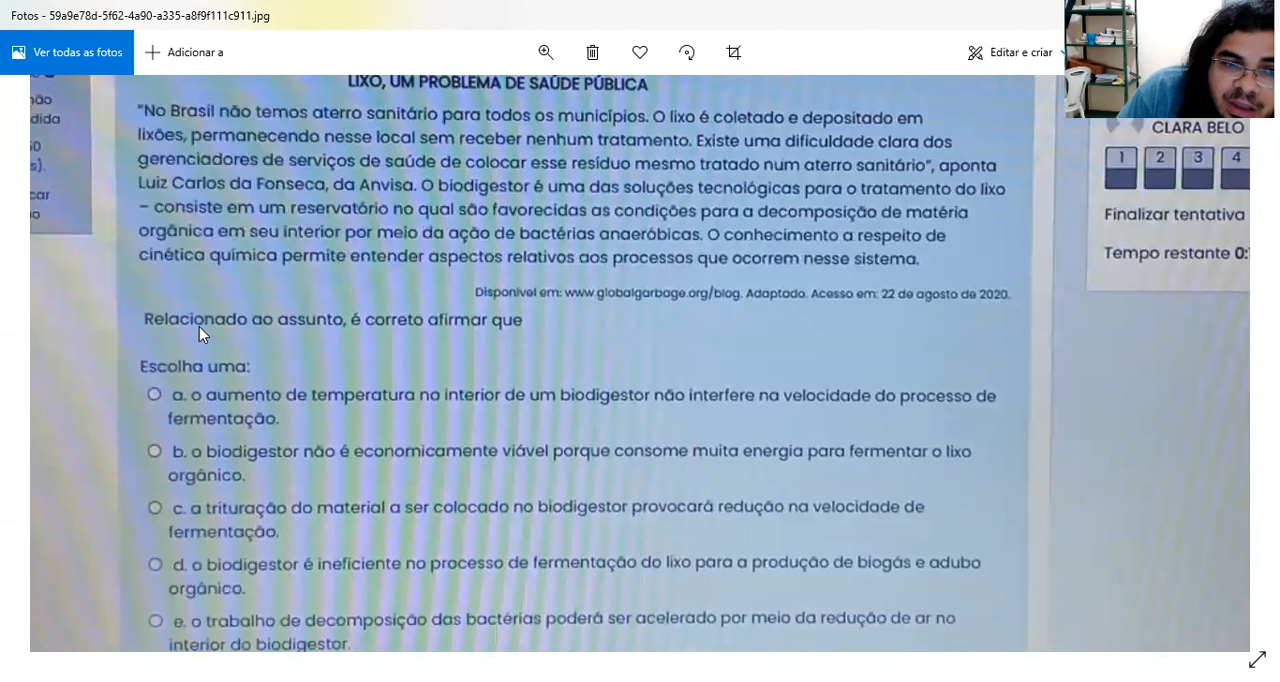 Fotos - 59a9e78d-5f62-4a90-a335-a8f9f111c911.jpg
Ver todas as fotos
Adicionar a
Editar e criar
LIXO, UM PROBLEMA DE SAÚDE PÚBLICA
"No Brasil não temos aterro sanitário para todos os municípios. O lixo é coletado e depositado em
lixões, permanecendo nesse local sem receber nenhum tratamento. Existe uma dificuldade clara dos
gerenciadores de serviços de saúde de colocar esse resíduo mesmo tratado num aterro sanitário", aponta
Luiz Carlos da Fonseca, da Anvisa. O biodigestor é uma das soluções tecnológicas para o tratamento do lixo
– consiste em um reservatório no qual são favorecidas as condições para a decomposição de matéria
orgânica em seu interior por meio da ação de bactérias anaeróbicas. O conhecimento a respeito de
cinética química permite entender aspectos relativos aos processos que ocorrem nesse sistema.
Disponível em: www.globalgarbage.org/blog. Adaptado. Acesso em: 22 de agosto de 2020.
Relacionado ao assunto, é correto afirmar que
Escolha uma:
a. o aumento de temperatura no interior de um biodigestor não interfere na velocidade do processo de
fermentação.
b. o biodigestor não é economicamente viável porque consome muita energia para fermentar o lixo
orgânico.
c. a trituração do material a ser colocado no biodigestor provocará redução na velocidade de
fermentação.
d. o biodigestor é ineficiente no processo de fermentação do lixo para a produção de biogás e adubo
orgânico.
e. o trabalho de decomposição das bactérias poderá ser acelerado por meio da redução de ar no
interior do biodigestor.
CLARA BELO
1 2 3 4
Finalizar tentativa
Tempo restante 0: